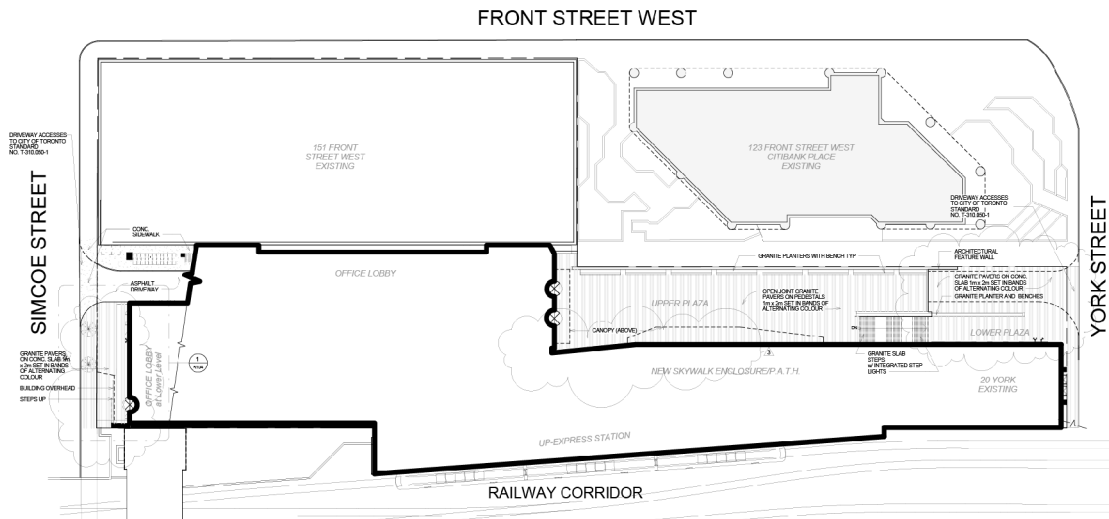 FRONT STREET WEST
DRIVEWAY ACCESSES
TO CITY OF TORONTO
STANDARD
NO. T-310.050-1
151 FRONT
STREET WEST
EXISTING
123 FRONT STREET WEST
CITIBANK PLACE
EXISTING
SIMCOE STREET
YORK STREET
DRIVEWAY ACCESSES
TO CITY OF TORONTO
STANDARD
NO. T-310.050-1
CONC.
SIDEWALK
ASPHALT
DRIVEWAY
OFFICE LOBBY
GRANITE PLANTERS WITH BENCH TYP
ARCHITECTURAL
FEATURE WALL
GRANITE PAVERS ON CONC.
SLAB 1m x 2m SET IN BANDS
OF ALTERNATING COLOUR
GRANITE PLANTER AND BENCHES
UPPER PLAZA
OPEN JOINT GRANITE
PAVERS ON PEDESTALS
1m x 2m SET IN BANDS OF
ALTERNATING COLOUR
CANOPY (ABOVE)
DN
LOWER PLAZA
GRANITE PAVERS
ON CONC. SLAB 1m
x 2m SET IN BANDS
OF ALTERNATING
COLOUR
BUILDING OVERHEAD
STEPS UP
OFFICE LOBBY
at Lower Level
1
GRANITE SLAB
STEPS
w/ INTEGRATED STEP
LIGHTS
3
NEW SKYWALK ENCLOSURE/P.A.T.H.
20 YORK
EXISTING
UP-EXPRESS STATION
RAILWAY CORRIDOR